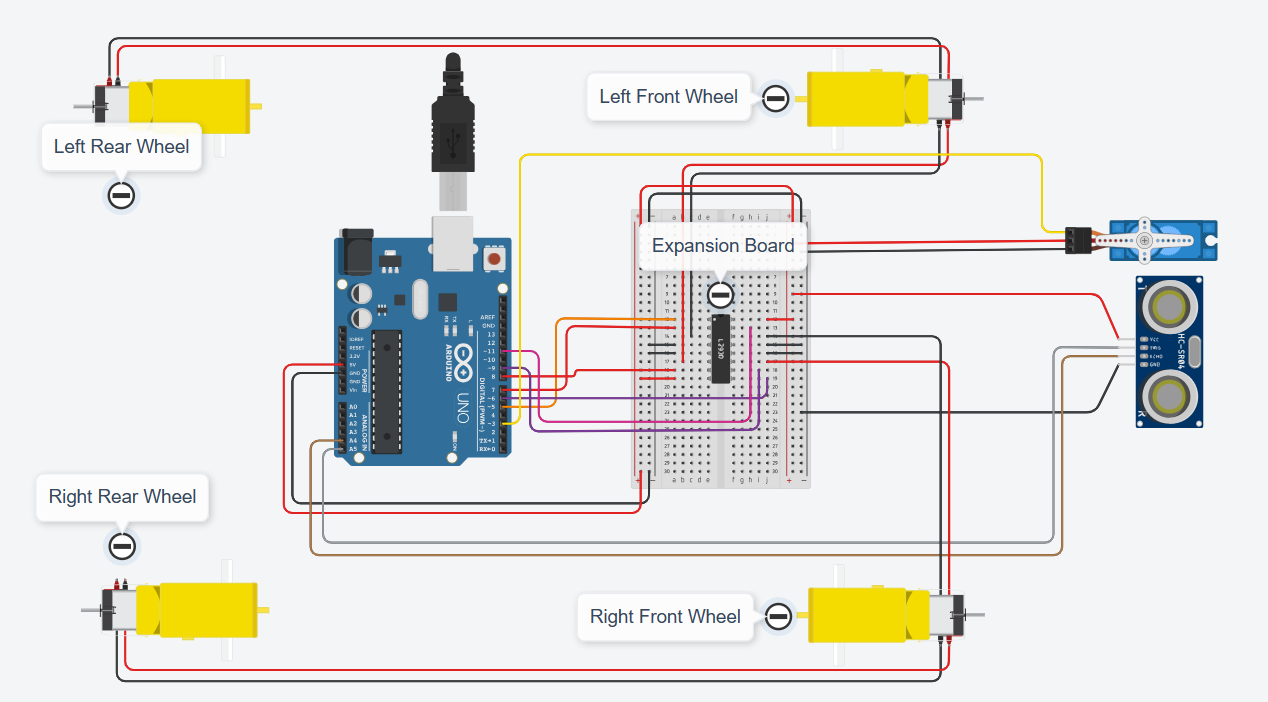 Left Rear Wheel
Left Front Wheel
Expansion Board
Right Rear Wheel
Right Front Wheel
ARDUINO
UNO
AREF
GND
13
12
~11
~10
~9
8
7
~6
~5
4
~3
2
TX→1
RX←0
DIGITAL (PWM~)
TX
RX
L
ON
IOREF
RESET
3.3V
5V
GND
GND
Vin
POWER
A0
A1
A2
A3
A4
A5
ANALOG IN
L293D
a b c d e
f g h i j
HC-SR04
VCC
TRIG
ECHO
GND
T
R